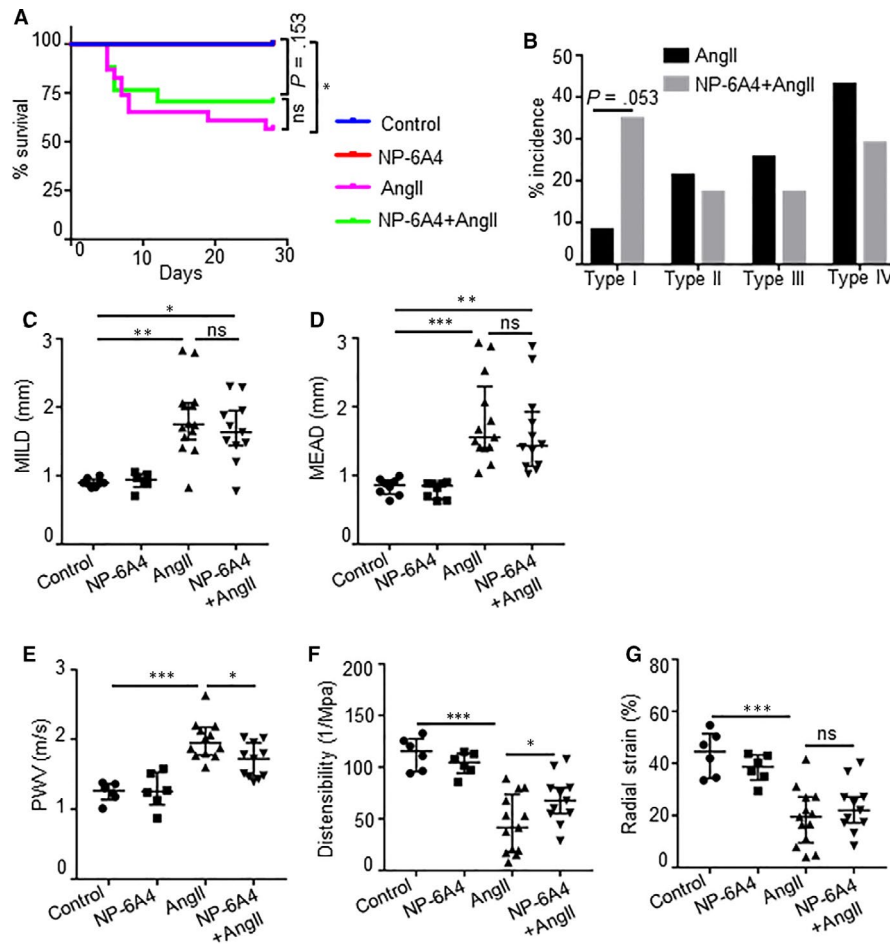 A
100
75
50
25
0
% survival
0
10
20
30
Days
P = .153
*
ns
Control
NP-6A4
AngII
NP-6A4+AngII
B
50
40
30
20
10
0
% incidence
P = .053
AngII
NP-6A4+AngII
Type I
Type II
Type III
Type IV
C
3
2
1
0
MILD (mm)
*
**
ns
Control
NP-6A4
AngII
NP-6A4
+AngII
D
3
2
1
0
MEAD (mm)
**
***
ns
Control
NP-6A4
AngII
NP-6A4
+AngII
E
3
2
1
0
PWV (m/s)
***
*
Control
NP-6A4
AngII
NP-6A4
+AngII
F
200
150
100
50
0
Distensibility (1/Mpa)
***
*
Control
NP-6A4
AngII
NP-6A4
+AngII
G
80
60
40
20
0
Radial strain (%)
***
ns
Control
NP-6A4
AngII
NP-6A4
+AngII